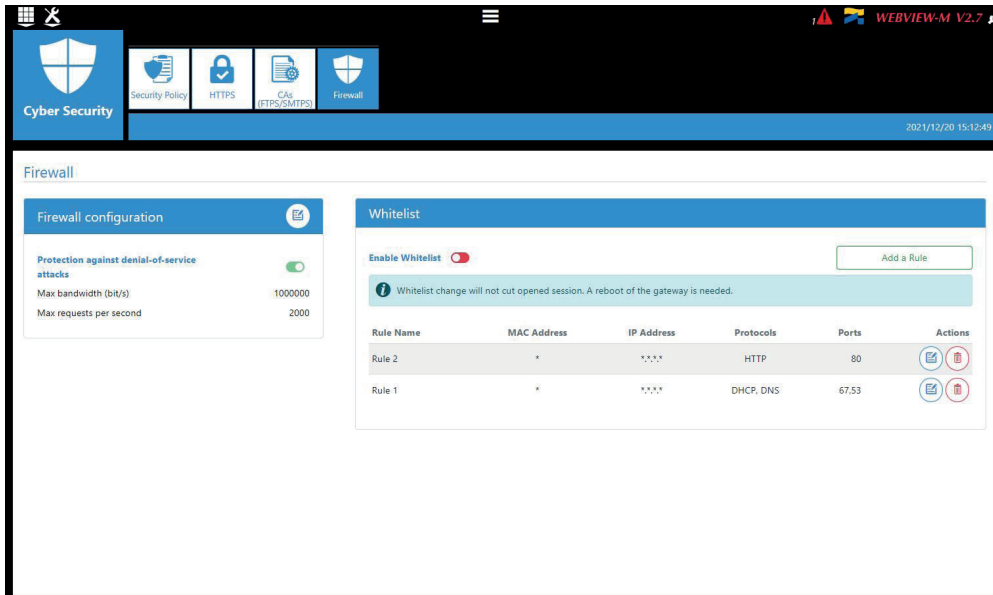 1
WEBVIEW-M V2.7
Cyber Security
Security Policy
HTTPS
CAs
(FTPS/SMTPS)
Firewall
2021/12/20 15:12:49
Firewall
Firewall configuration
Protection against denial-of-service
attacks
Max bandwidth (bit/s) 1000000
Max requests per second 2000
Whitelist
Enable Whitelist
Add a Rule
Whitelist change will not cut opened session. A reboot of the gateway is needed.
Rule Name MAC Address IP Address Protocols Ports Actions
Rule 2 * *.*.*.* HTTP 80
Rule 1 * *.*.*.* DHCP, DNS 67,53